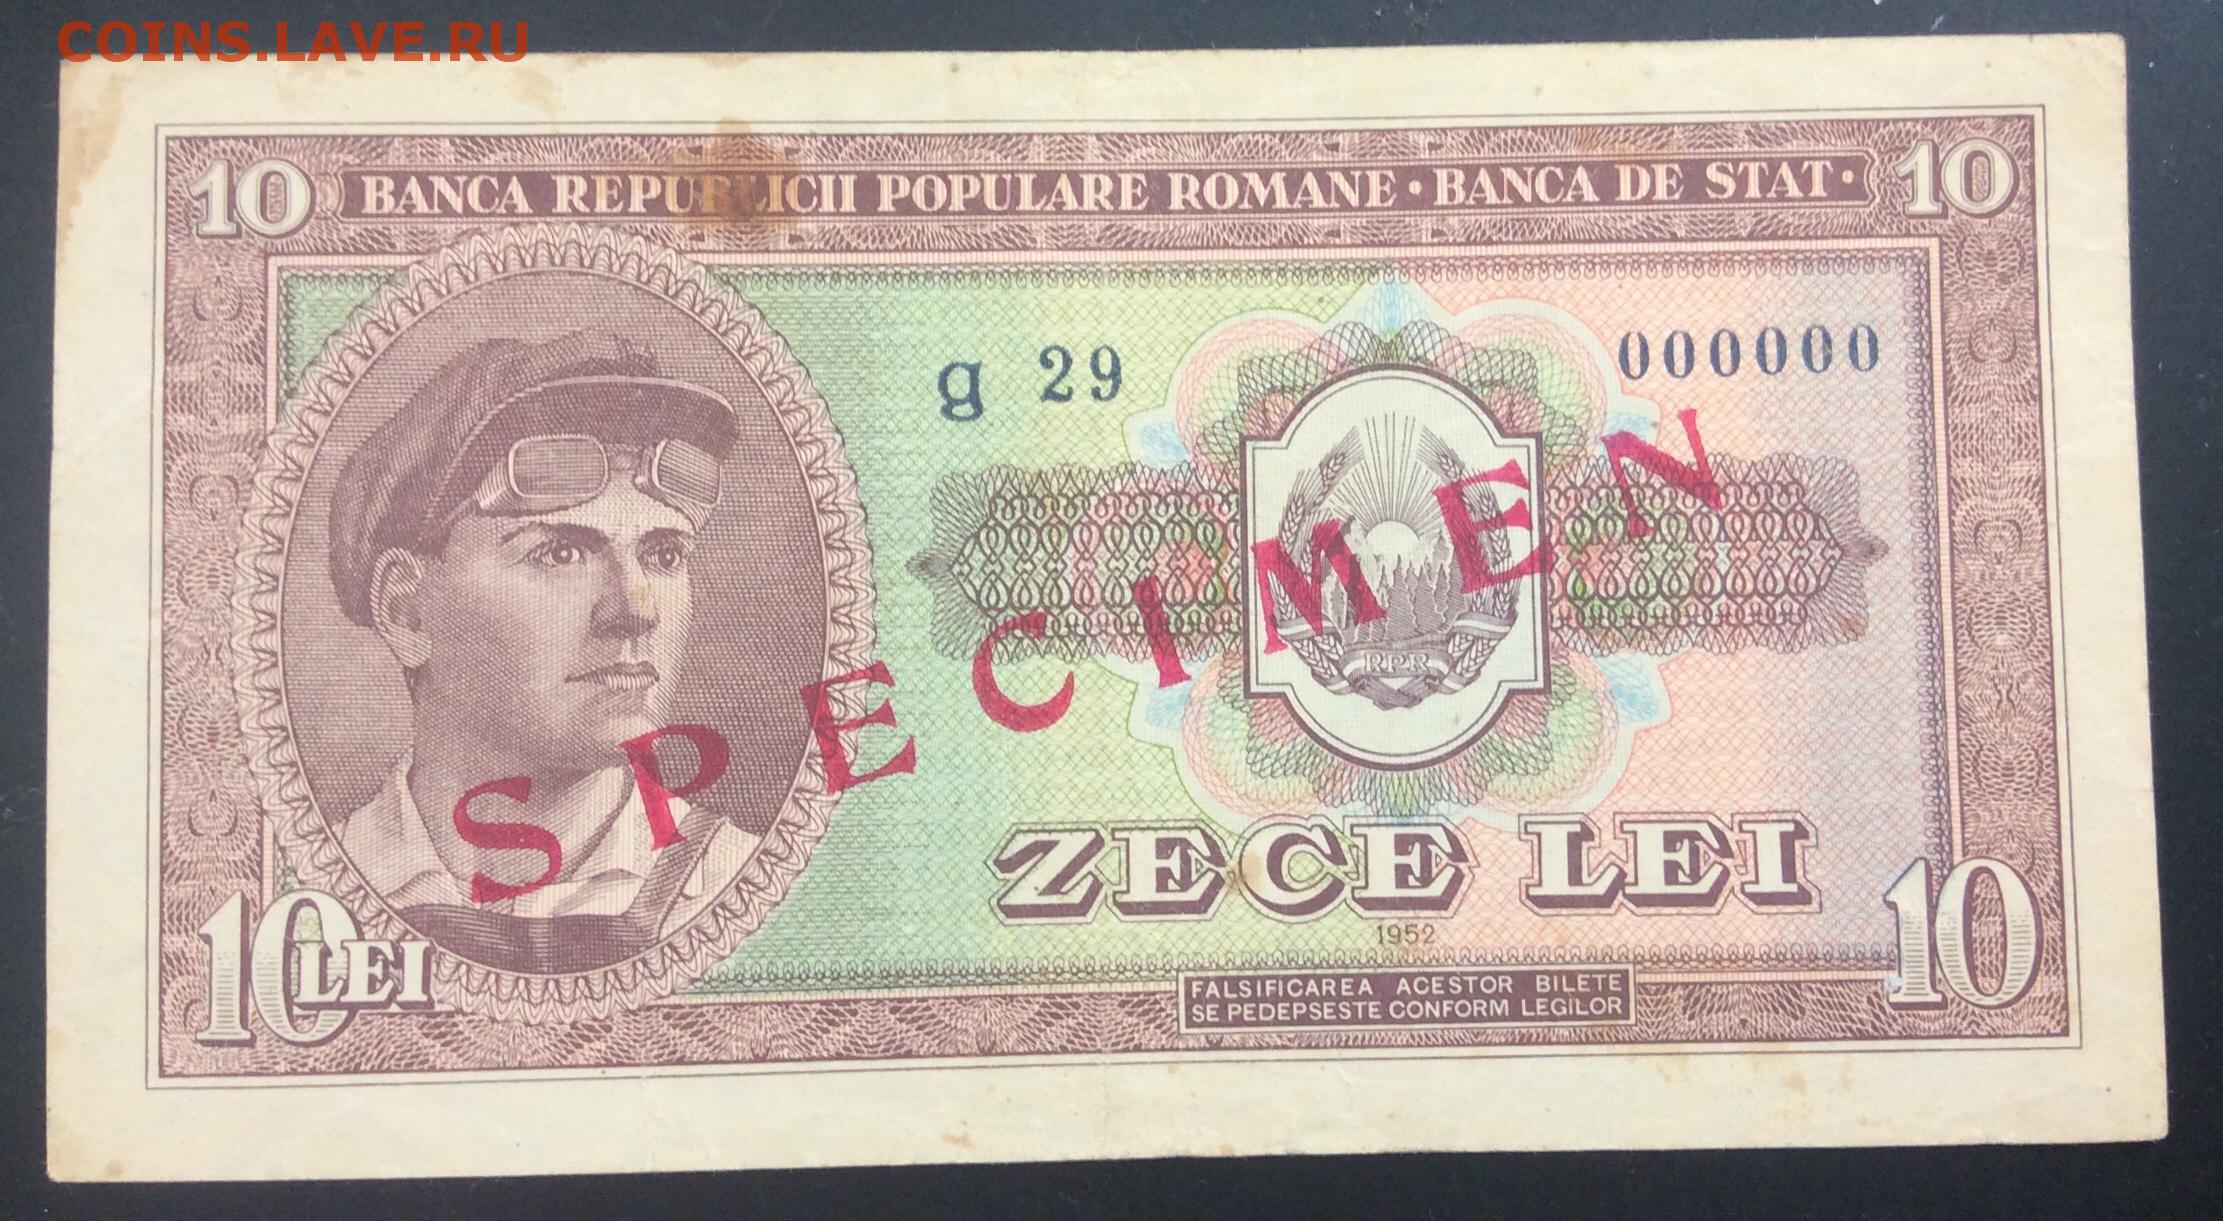 COINS.LAVE.RU
10 BANCA REPUBLICII POPULARE ROMANE • BANCA DE STAT • 10
g 29 000000
SPECIMEN
RPR
ZECE LEI
10 LEI 1952 10
FALSIFICAREA ACESTOR BILETE
SE PEDEPSESTE CONFORM LEGILOR